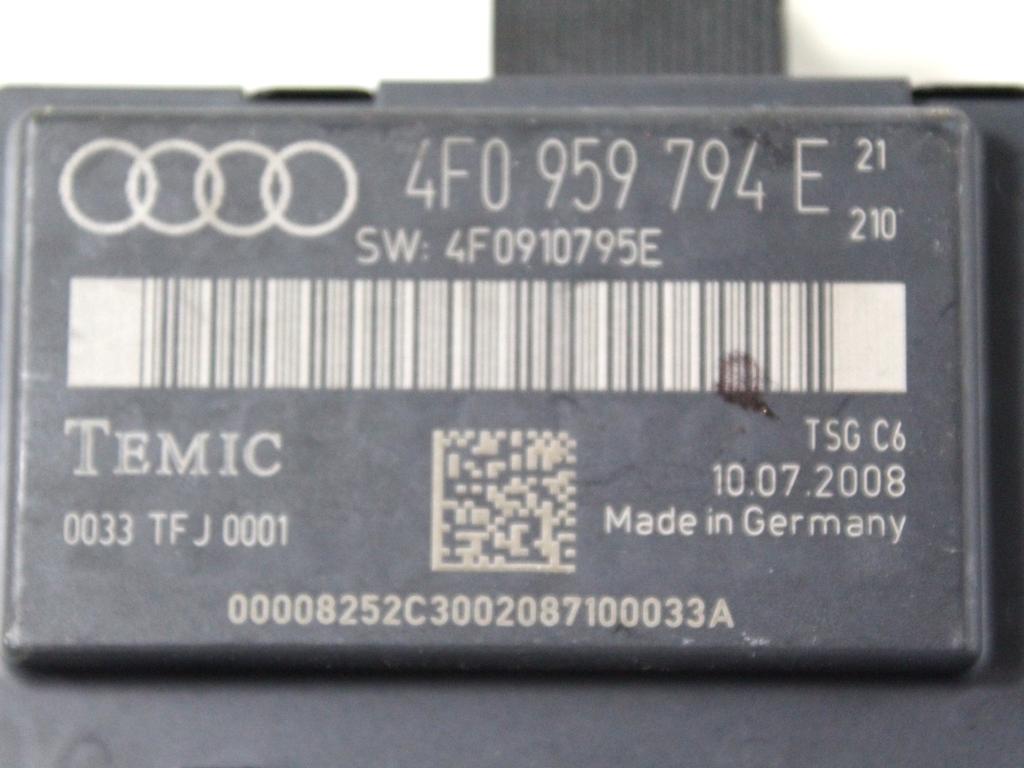 4F0 959 794 E 21
210
SW: 4F0910795E
TEMIC
TSG C6
10.07.2008
0033 TFJ 0001
Made in Germany
00008252C3002087100033A